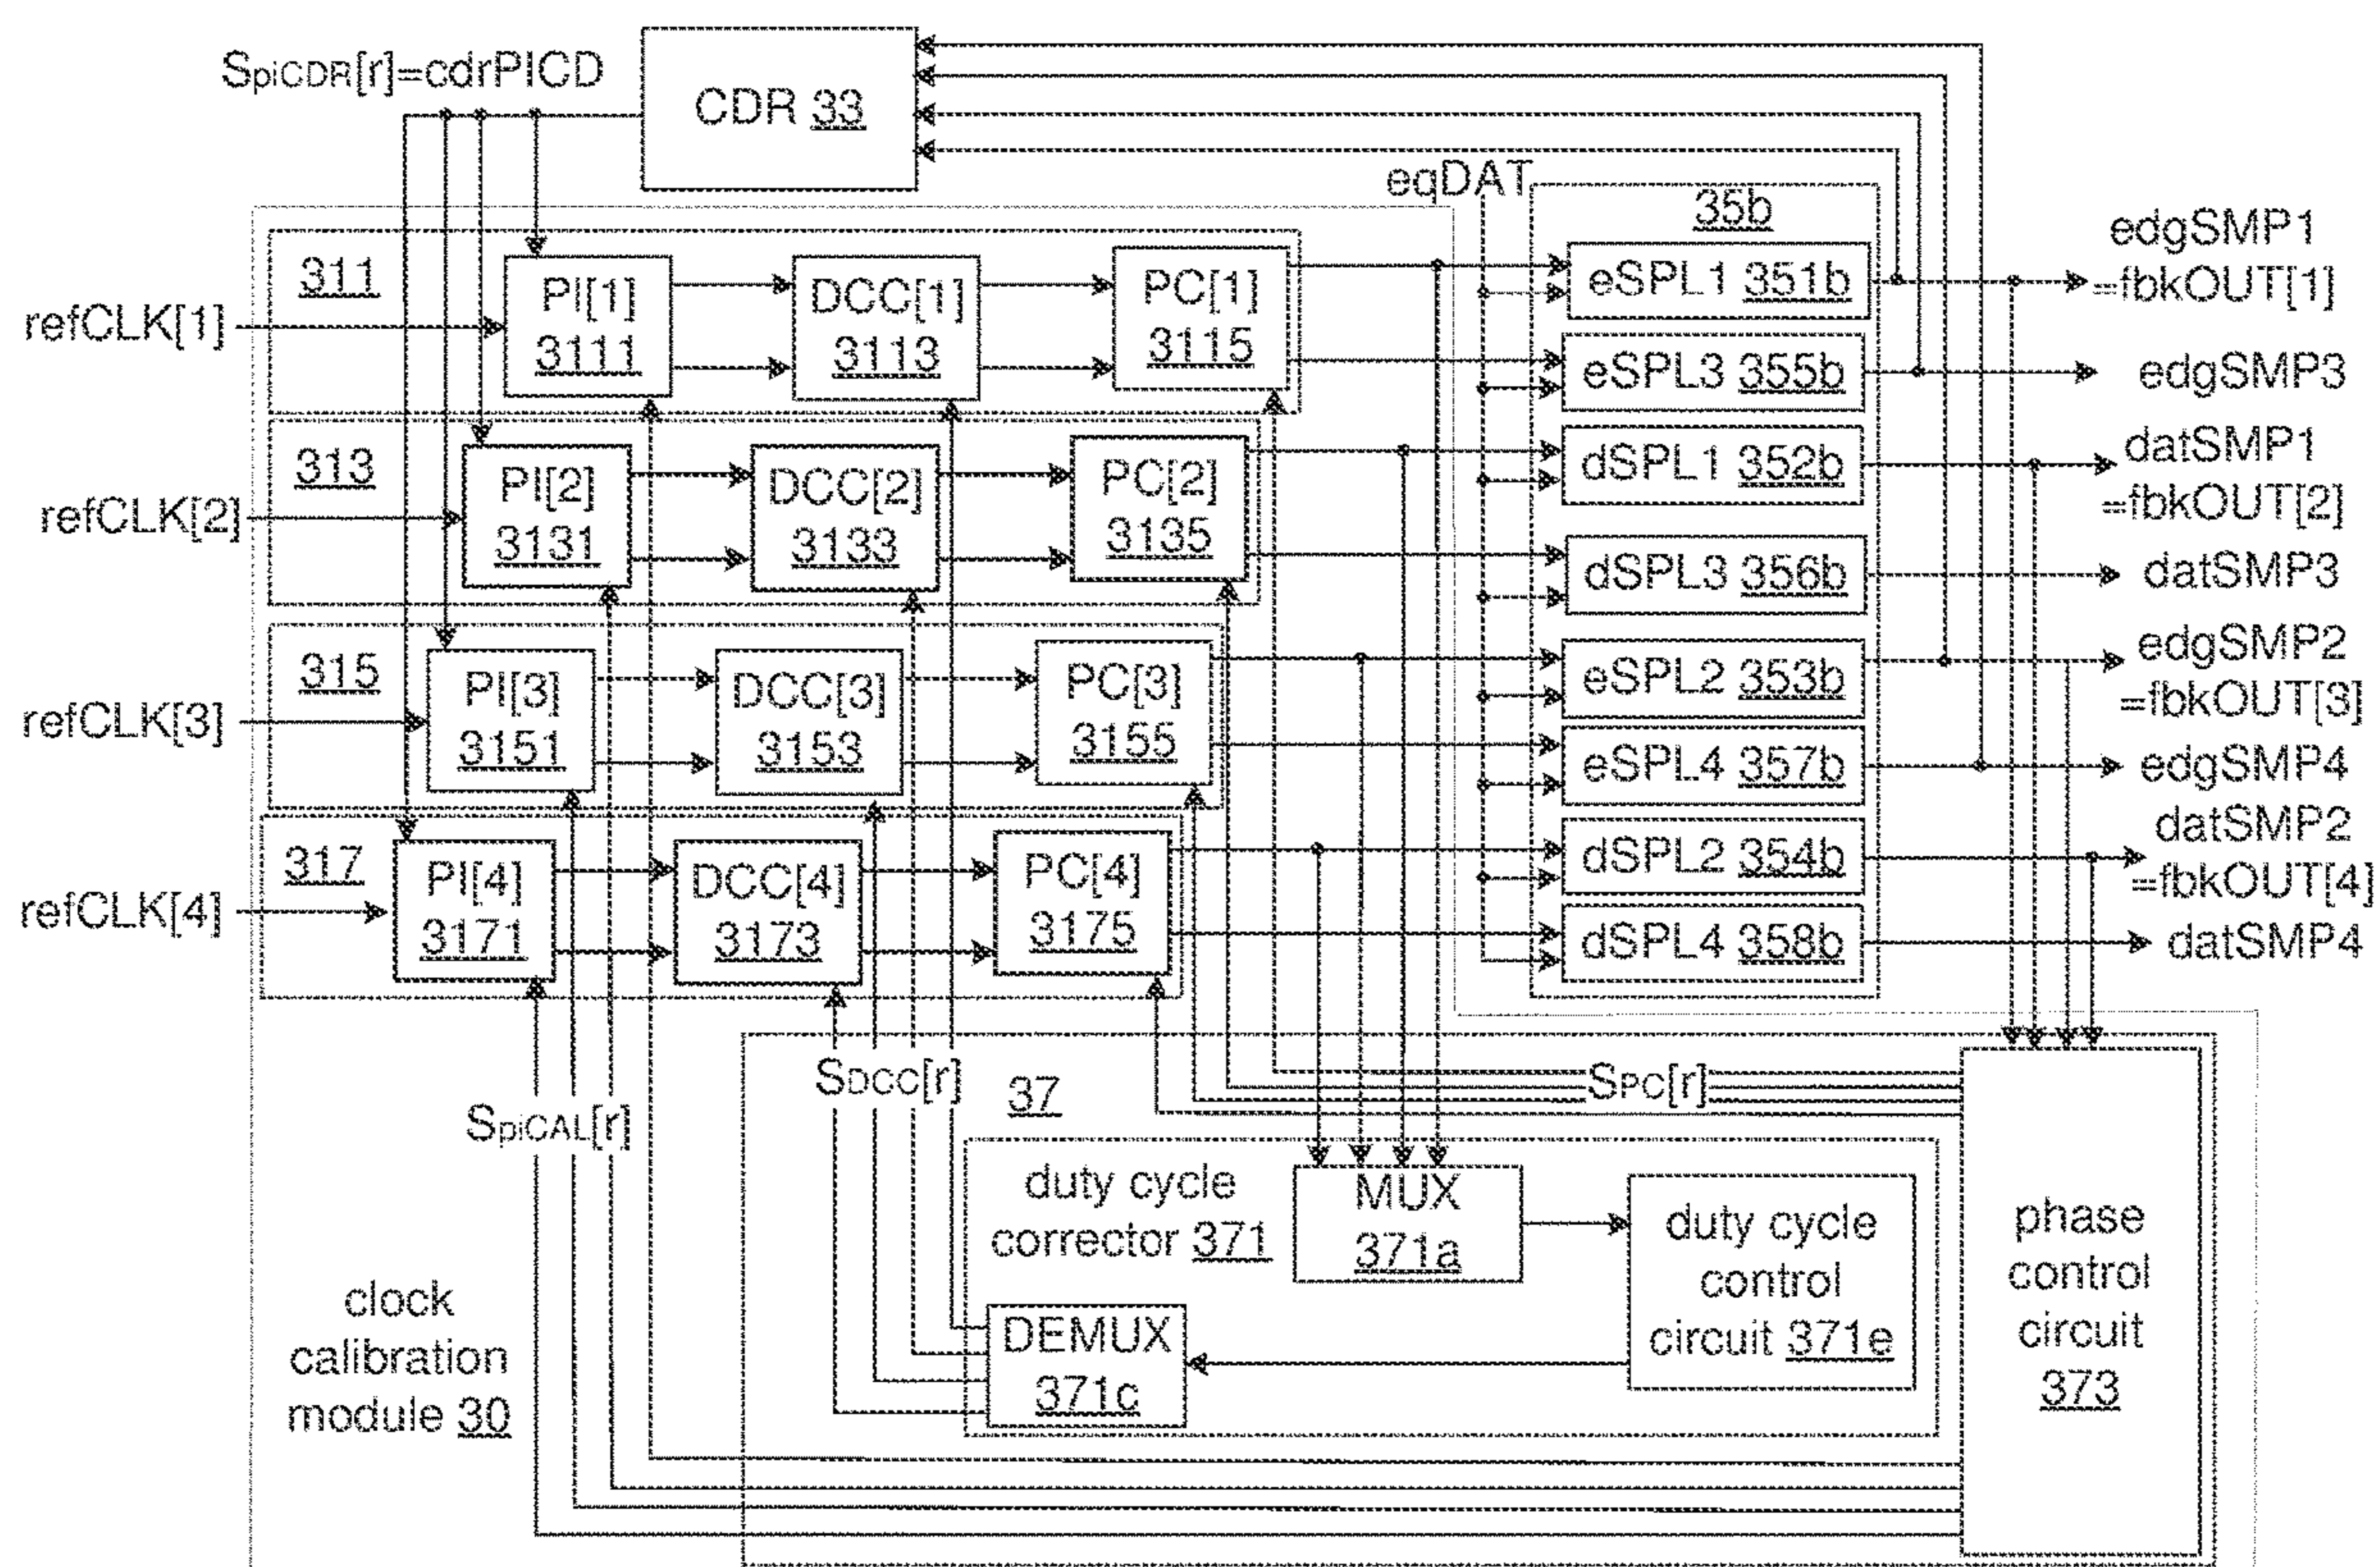 SpiCDR[r]=cdrPICD
CDR 33
eqDAT
35b
311
refCLK[1]
PI[1]
3111
DCC[1]
3113
PC[1]
3115
eSPL1 351b
edgSMP1
=fbkOUT[1]
eSPL3 355b
edgSMP3
313
refCLK[2]
PI[2]
3131
DCC[2]
3133
PC[2]
3135
dSPL1 352b
datSMP1
=fbkOUT[2]
dSPL3 356b
datSMP3
315
refCLK[3]
PI[3]
3151
DCC[3]
3153
PC[3]
3155
eSPL2 353b
edgSMP2
=fbkOUT[3]
eSPL4 357b
edgSMP4
317
refCLK[4]
PI[4]
3171
DCC[4]
3173
PC[4]
3175
dSPL2 354b
datSMP2
=fbkOUT[4]
dSPL4 358b
datSMP4
SpiCAL[r]
SDCC[r]
37
SPC[r]
duty cycle
corrector 371
MUX
371a
duty cycle
control
circuit 371e
DEMUX
371c
phase
control
circuit
373
clock
calibration
module 30